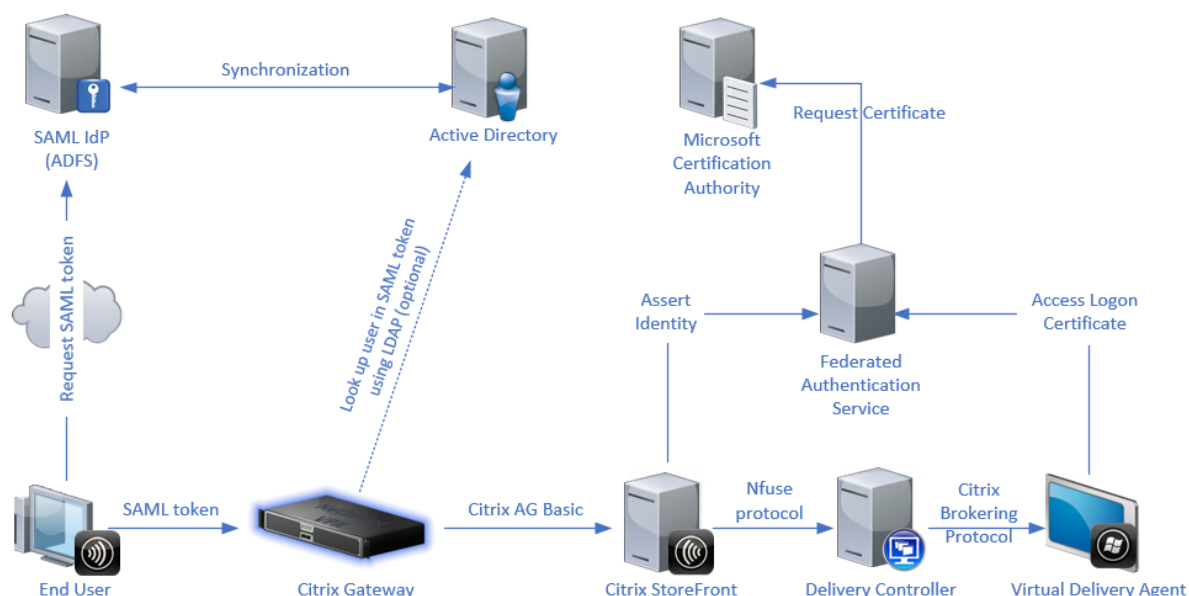 Synchronization
SAML IdP
(ADFS)
Active Directory
Request Certificate
Microsoft
Certification
Authority
Request SAML token
Look up user in SAML token
using LDAP (optional)
Assert
Identity
Access Logon
Certificate
Federated
Authentication
Service
SAML token
Citrix AG Basic
Nfuse
protocol
Citrix
Brokering
Protocol
End User
Citrix Gateway
Citrix StoreFront
Delivery Controller
Virtual Delivery Agent